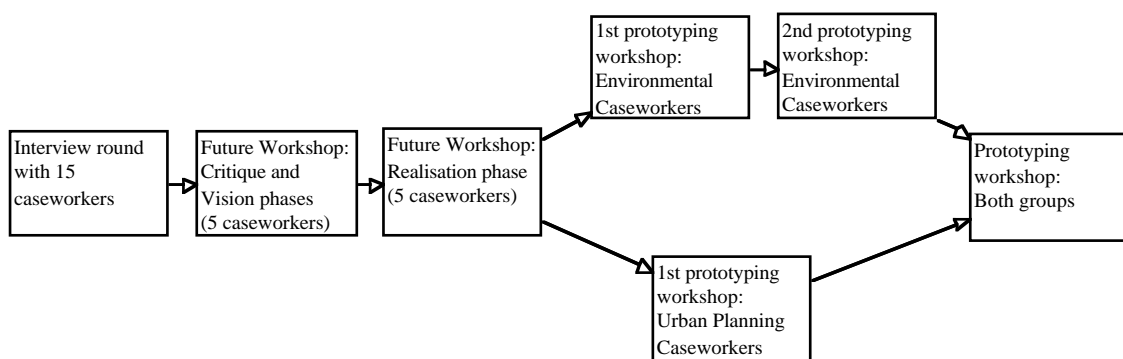 Interview round
with 15
caseworkers
Future Workshop:
Critique and
Vision phases
(5 caseworkers)
Future Workshop:
Realisation phase
(5 caseworkers)
1st prototyping
workshop:
Environmental
Caseworkers
2nd prototyping
workshop:
Environmental
Caseworkers
1st prototyping
workshop:
Urban Planning
Caseworkers
Prototyping
workshop:
Both groups